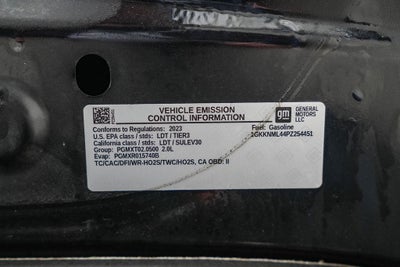 VEHICLE EMISSION
CONTROL INFORMATION
gm
GENERAL
MOTORS
LLC
Conforms to Regulations: 2023
Fuel: Gasoline
U.S. EPA class / stds: LDT / TIER3
1GKKNML44PZ254451
California class / stds: LDT / SULEV30
Group: PGMXT02.0500 2.0L
Evap: PGMXR015740B
TC/CAC/DFI/WR-HO2S/TWC/HO2S, CA OBD: II